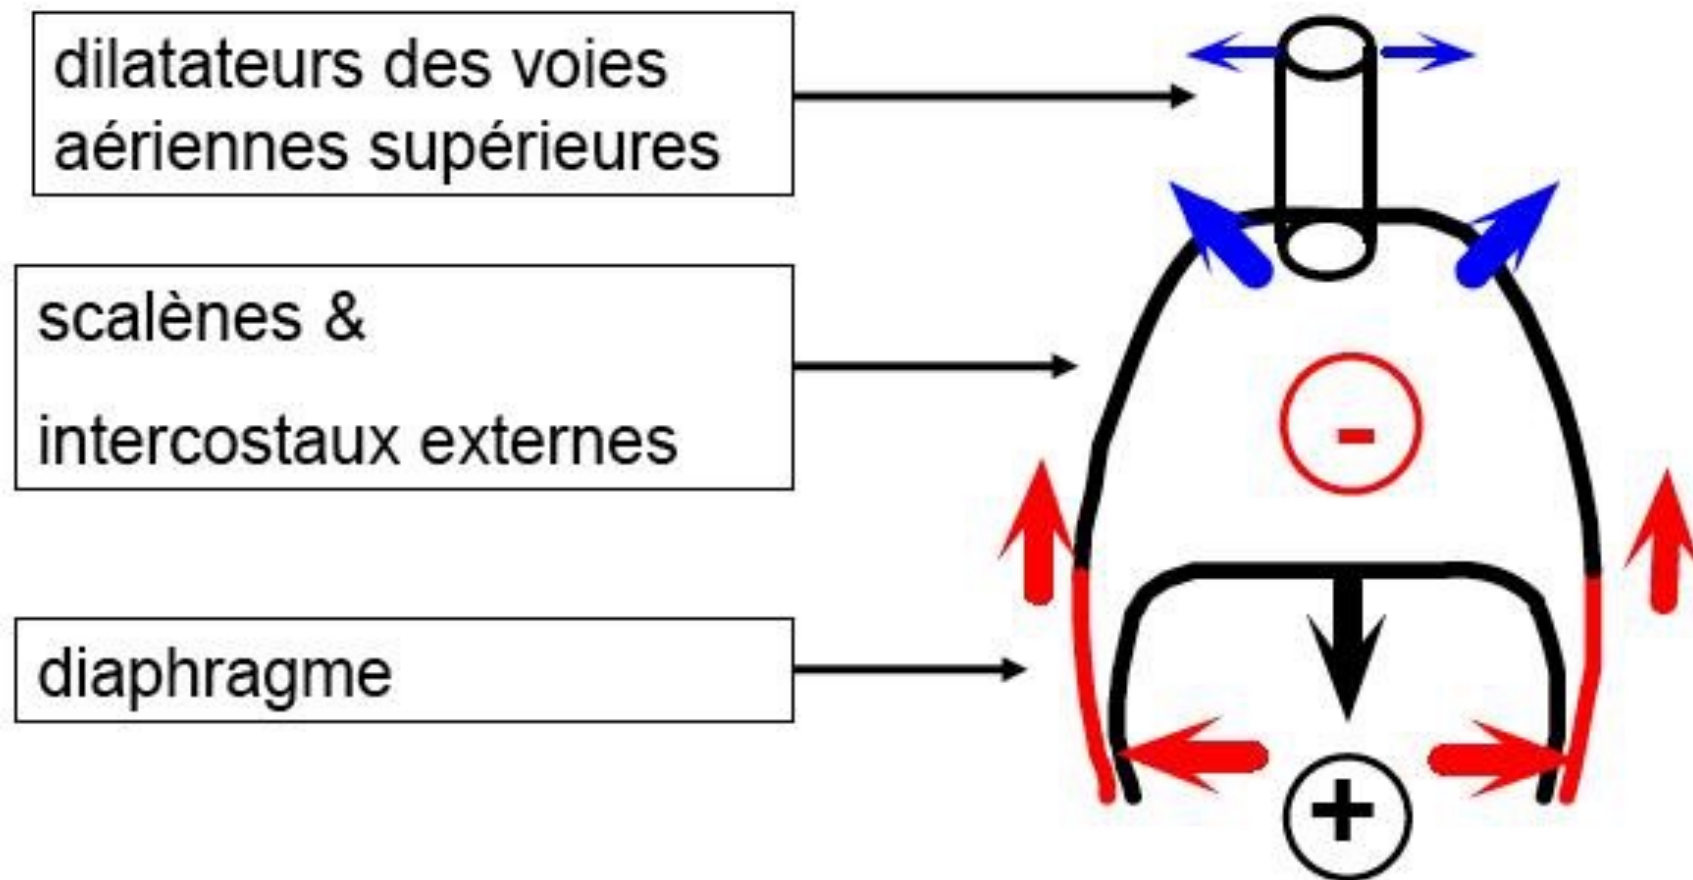 dilatateurs des voies
aériennes supérieures
scalènes &
intercostaux externes
diaphragme
-
+